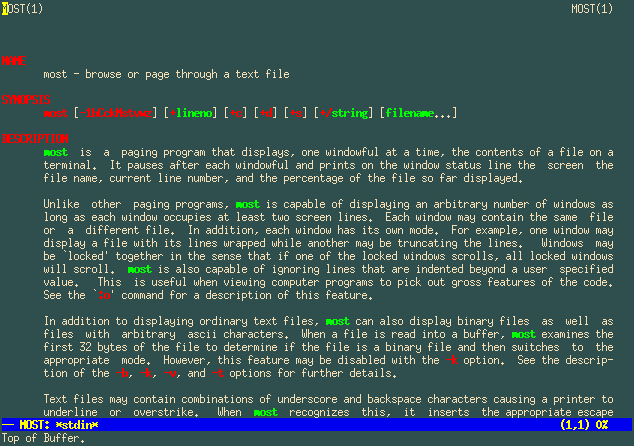 MOST(1) MOST(1)
NAME
most - browse or page through a text file
SYNOPSIS
most [-1bCckMstvwz] [+lineno] [+c] [+d] [+s] [+/string] [filename...]
DESCRIPTION
most is a paging program that displays, one windowful at a time, the contents of a file on a
terminal. It pauses after each windowful and prints on the window status line the screen the
file name, current line number, and the percentage of the file so far displayed.
Unlike other paging programs, most is capable of displaying an arbitrary number of windows as
long as each window occupies at least two screen lines. Each window may contain the same file
or a different file. In addition, each window has its own mode. For example, one window may
display a file with its lines wrapped while another may be truncating the lines. Windows may
be `locked' together in the sense that if one of the locked windows scrolls, all locked windows
will scroll. most is also capable of ignoring lines that are indented beyond a user specified
value. This is useful when viewing computer programs to pick out gross features of the code.
See the `:o' command for a description of this feature.
In addition to displaying ordinary text files, most can also display binary files as well as
files with arbitrary ascii characters. When a file is read into a buffer, most examines the
first 32 bytes of the file to determine if the file is a binary file and then switches to the
appropriate mode. However, this feature may be disabled with the -k option. See the descrip-
tion of the -b, -k, -v, and -t options for further details.
Text files may contain combinations of underscore and backspace characters causing a printer to
underline or overstrike. When most recognizes this, it inserts the appropriate escape
-- MOST: *stdin* (1,1) 0%
Top of Buffer.